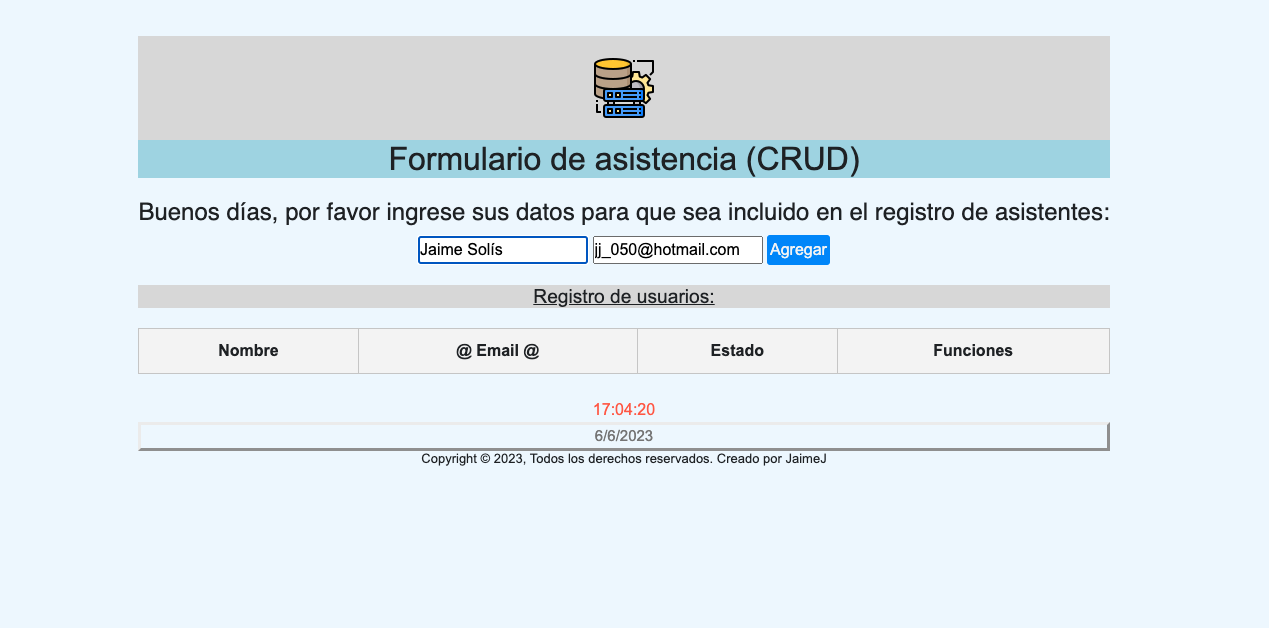 Formulario de asistencia (CRUD)
Buenos días, por favor ingrese sus datos para que sea incluido en el registro de asistentes:
Jaime Solís jj_050@hotmail.com Agregar
Registro de usuarios:
Nombre @ Email @ Estado Funciones
17:04:20
6/6/2023
Copyright © 2023, Todos los derechos reservados. Creado por JaimeJ